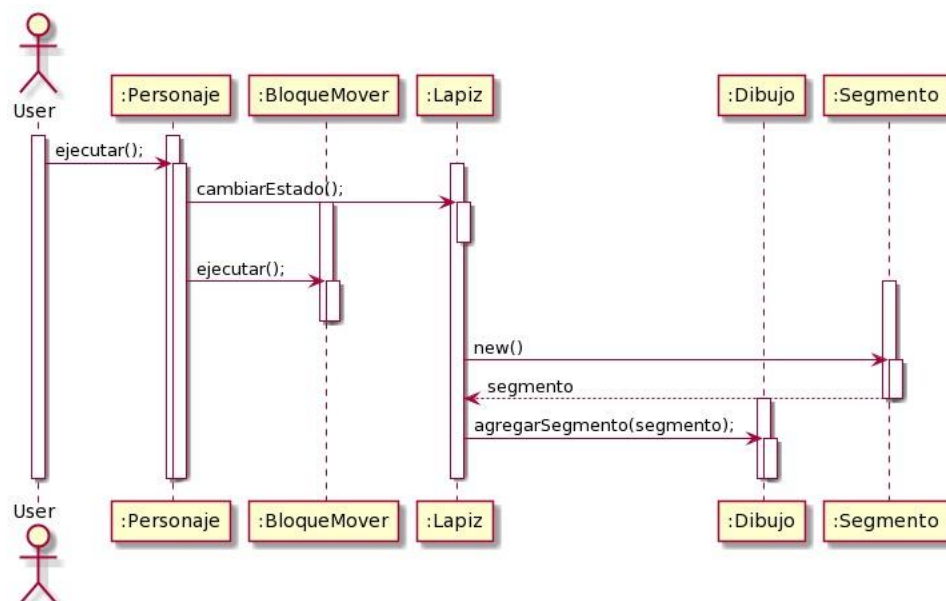 User
:Personaje
:BloqueMover
:Lapiz
:Dibujo
:Segmento
ejecutar();
cambiarEstado();
ejecutar();
new()
segmento
agregarSegmento(segmento);
User
:Personaje
:BloqueMover
:Lapiz
:Dibujo
:Segmento